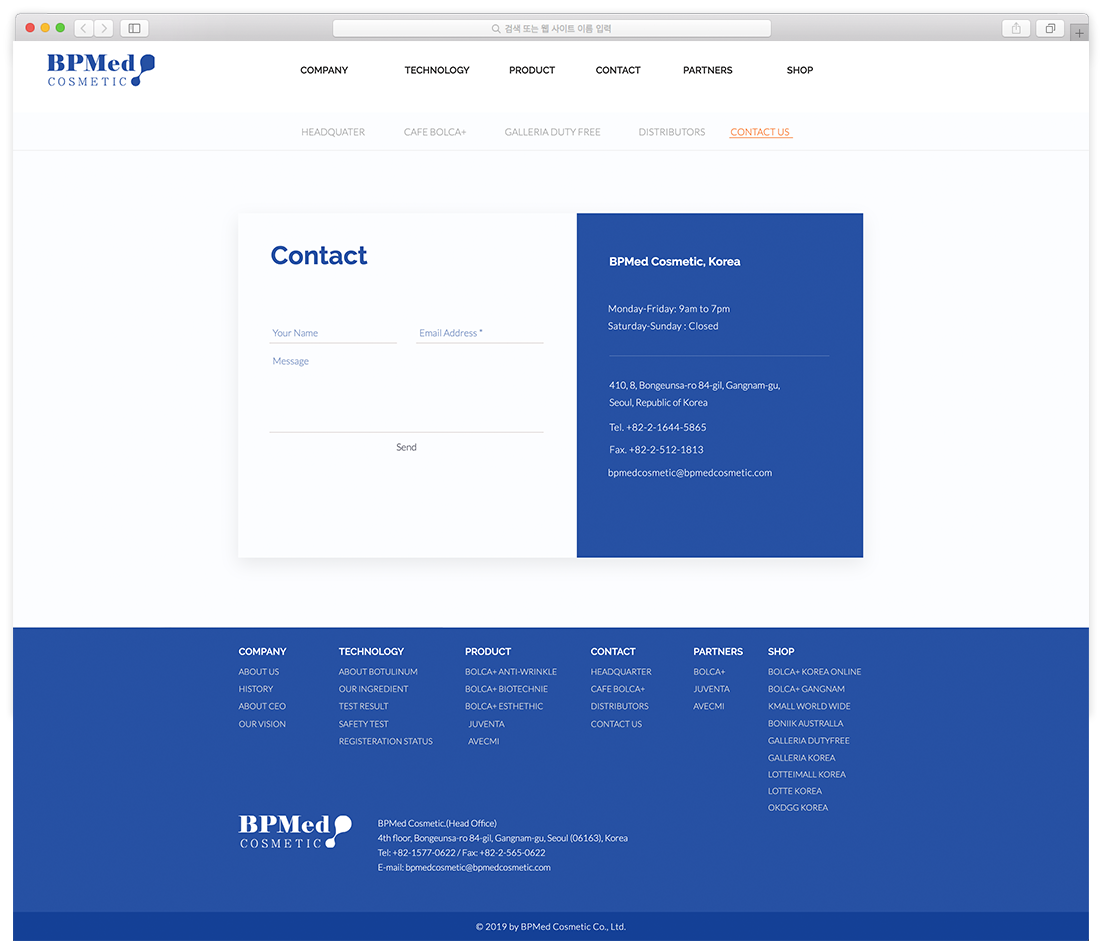 검색 또는 웹 사이트 이름 입력
BPMed
COSMETIC
COMPANY TECHNOLOGY PRODUCT CONTACT PARTNERS SHOP
HEADQUATER CAFE BOLCA+ GALLERIA DUTY FREE DISTRIBUTORS CONTACT US
Contact
Your Name Email Address *
Message
Send
BPMed Cosmetic, Korea
Monday-Friday: 9am to 7pm
Saturday-Sunday : Closed
410, 8, Bongeunsa-ro 84-gil, Gangnam-gu,
Seoul, Republic of Korea
Tel. +82-2-1644-5865
Fax. +82-2-512-1813
bpmedcosmetic@bpmedcosmetic.com
COMPANY
ABOUT US
HISTORY
ABOUT CEO
OUR VISION
TECHNOLOGY
ABOUT BOTULINUM
OUR INGREDIENT
TEST RESULT
SAFETY TEST
REGISTERATION STATUS
PRODUCT
BOLCA+ ANTI-WRINKLE
BOLCA+ BIOTECHNIE
BOLCA+ ESTHETHIC
JUVENTA
AVECMI
CONTACT
HEADQUARTER
CAFE BOLCA+
DISTRIBUTORS
CONTACT US
PARTNERS
BOLCA+
JUVENTA
AVECMI
SHOP
BOLCA+ KOREA ONLINE
BOLCA+ GANGNAM
KMALL WORLD WIDE
BONIIK AUSTRALLA
GALLERIA DUTYFREE
GALLERIA KOREA
LOTTEIMALL KOREA
LOTTE KOREA
OKDGG KOREA
BPMed
COSMETIC
BPMed Cosmetic.(Head Office)
4th floor, Bongeunsa-ro 84-gil, Gangnam-gu, Seoul (06163), Korea
Tel: +82-1577-0622 / Fax: +82-2-565-0622
E-mail: bpmedcosmetic@bpmedcosmetic.com
© 2019 by BPMed Cosmetic Co., Ltd.